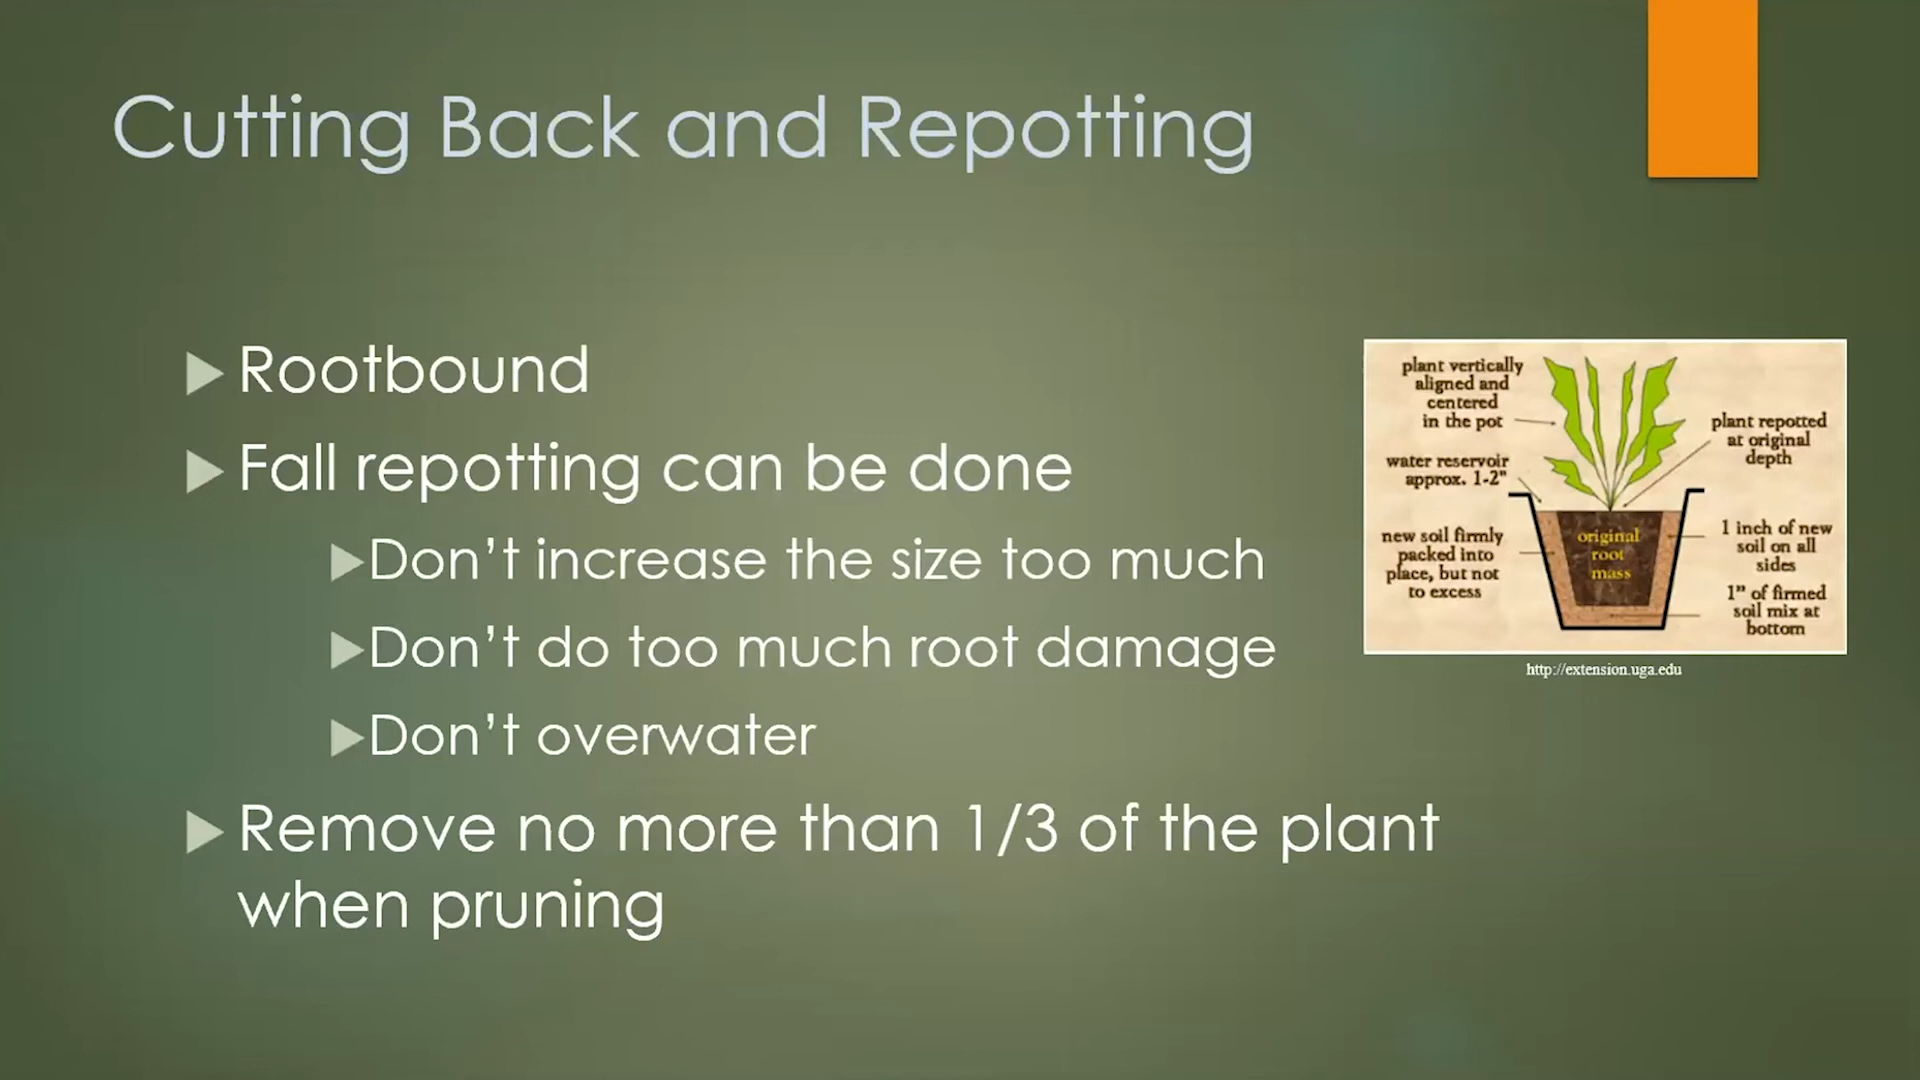 Cutting Back and Repotting
Rootbound
Fall repotting can be done
Don't increase the size too much
Don't do too much root damage
Don't overwater
Remove no more than 1/3 of the plant
when pruning
plant vertically
aligned and
centered
in the pot
water reservoir
approx. 1-2"
new soil firmly
packed into
place, but not
to excess
original
root
mass
plant repotted
at original
depth
1 inch of new
soil on all
sides
1" of firmed
soil mix at
bottom
http://extension.uga.edu